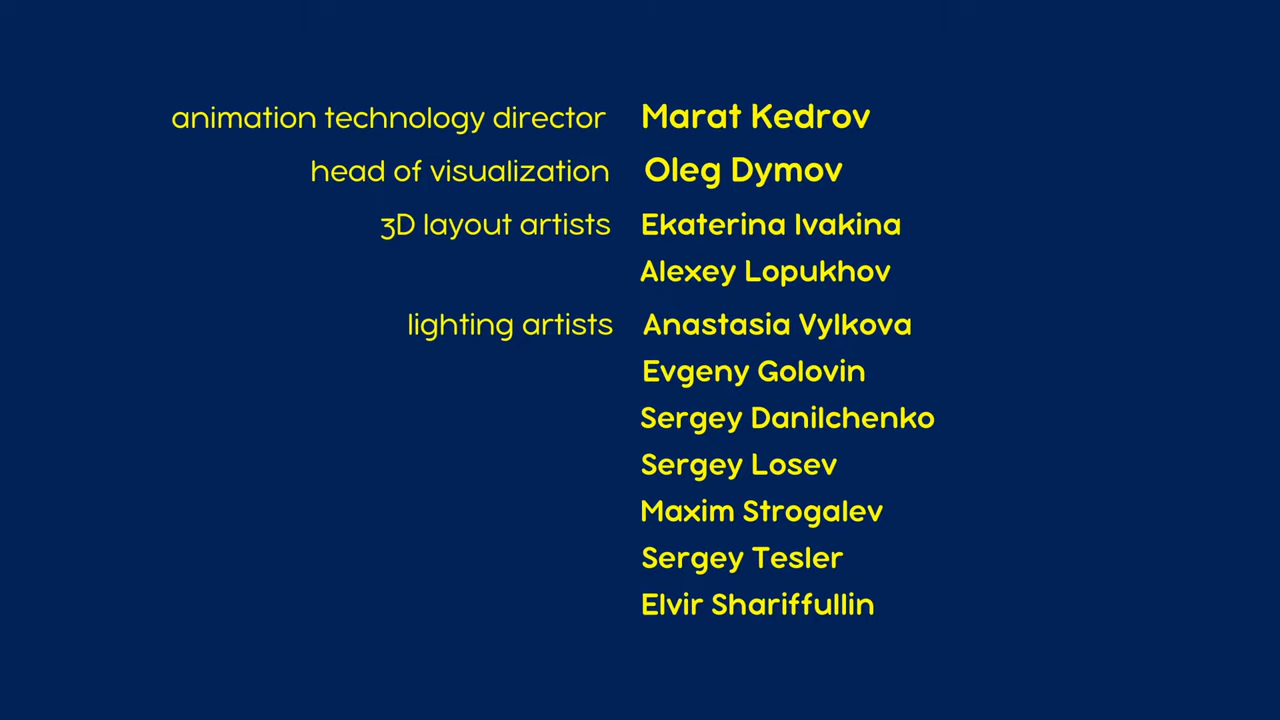 animation technology director Marat Kedrov
head of visualization Oleg Dymov
3D layout artists Ekaterina Ivakina
Alexey Lopukhov
lighting artists Anastasia Vylkova
Evgeny Golovin
Sergey Danilchenko
Sergey Losev
Maxim Strogalev
Sergey Tesler
Elvir Shariffullin